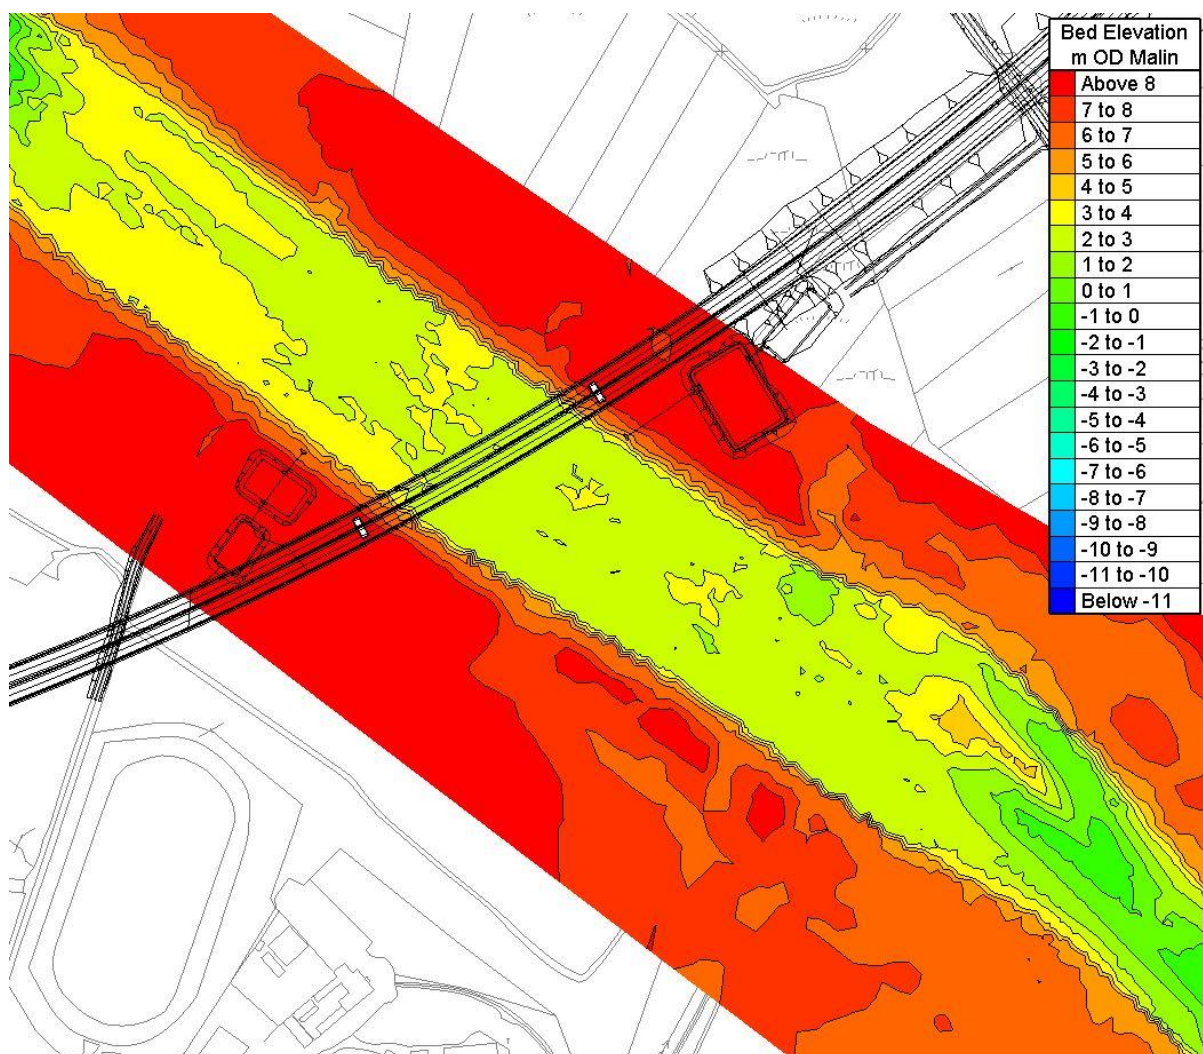 Bed Elevation
m OD Malin
Above 8
7 to 8
6 to 7
5 to 6
4 to 5
3 to 4
2 to 3
1 to 2
0 to 1
-1 to 0
-2 to -1
-3 to -2
-4 to -3
-5 to -4
-6 to -5
-7 to -6
-8 to -7
-9 to -8
-10 to -9
-11 to -10
Below -11